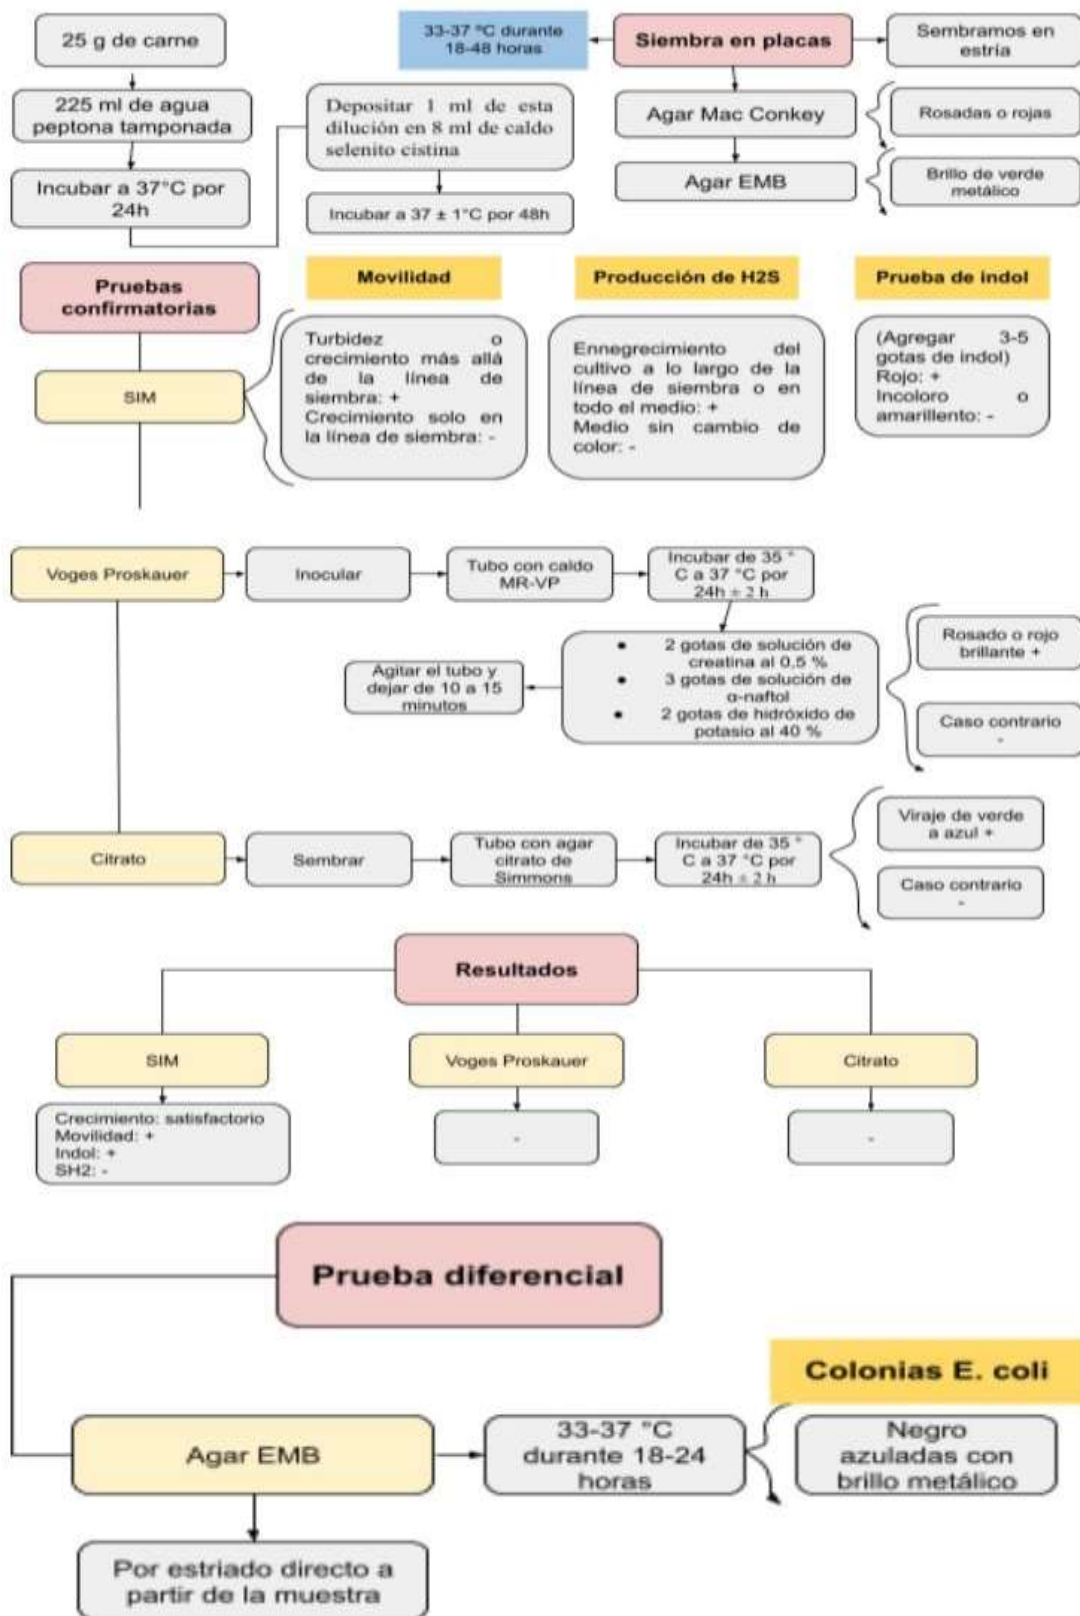 25 g de carne
225 ml de agua
peptona tamponada
Incubar a 37°C por
24h
Depositar 1 ml de esta
dilución en 8 ml de caldo
selenito cistina
Incubar a 37 ± 1°C por 48h
33-37 ºC durante
18-48 horas
Siembra en placas
Sembramos en
estría
Agar Mac Conkey
Rosadas o rojas
Agar EMB
Brillo de verde
metálico
Pruebas
confirmatorias
SIM
Movilidad
Turbidez o
crecimiento más allá
de la línea de
siembra: +
Crecimiento solo en
la línea de siembra: -
Producción de H2S
Ennegrecimiento del
cultivo a lo largo de la
línea de siembra o en
todo el medio: +
Medio sin cambio de
color: -
Prueba de indol
(Agregar 3-5
gotas de indol)
Rojo: +
Incoloro o
amarillento: -
Voges Proskauer
Inocular
Tubo con caldo
MR-VP
Incubar de 35 °
C a 37 °C por
24h ± 2 h
• 2 gotas de solución de
creatina al 0,5 %
• 3 gotas de solución de
α-naftol
• 2 gotas de hidróxido de
potasio al 40 %
Agitar el tubo y
dejar de 10 a 15
minutos
Rosado o rojo
brillante +
Caso contrario
-
Citrato
Sembrar
Tubo con agar
citrato de
Simmons
Incubar de 35 °
C a 37 °C por
24h ± 2 h
Viraje de verde
a azul +
Caso contrario
-
Resultados
SIM
Voges Proskauer
Citrato
Crecimiento: satisfactorio
Movilidad: +
Indol: +
SH2: -
-
-
Prueba diferencial
Agar EMB
33-37 °C
durante 18-24
horas
Colonias E. coli
Negro
azuladas con
brillo metálico
Por estriado directo a
partir de la muestra